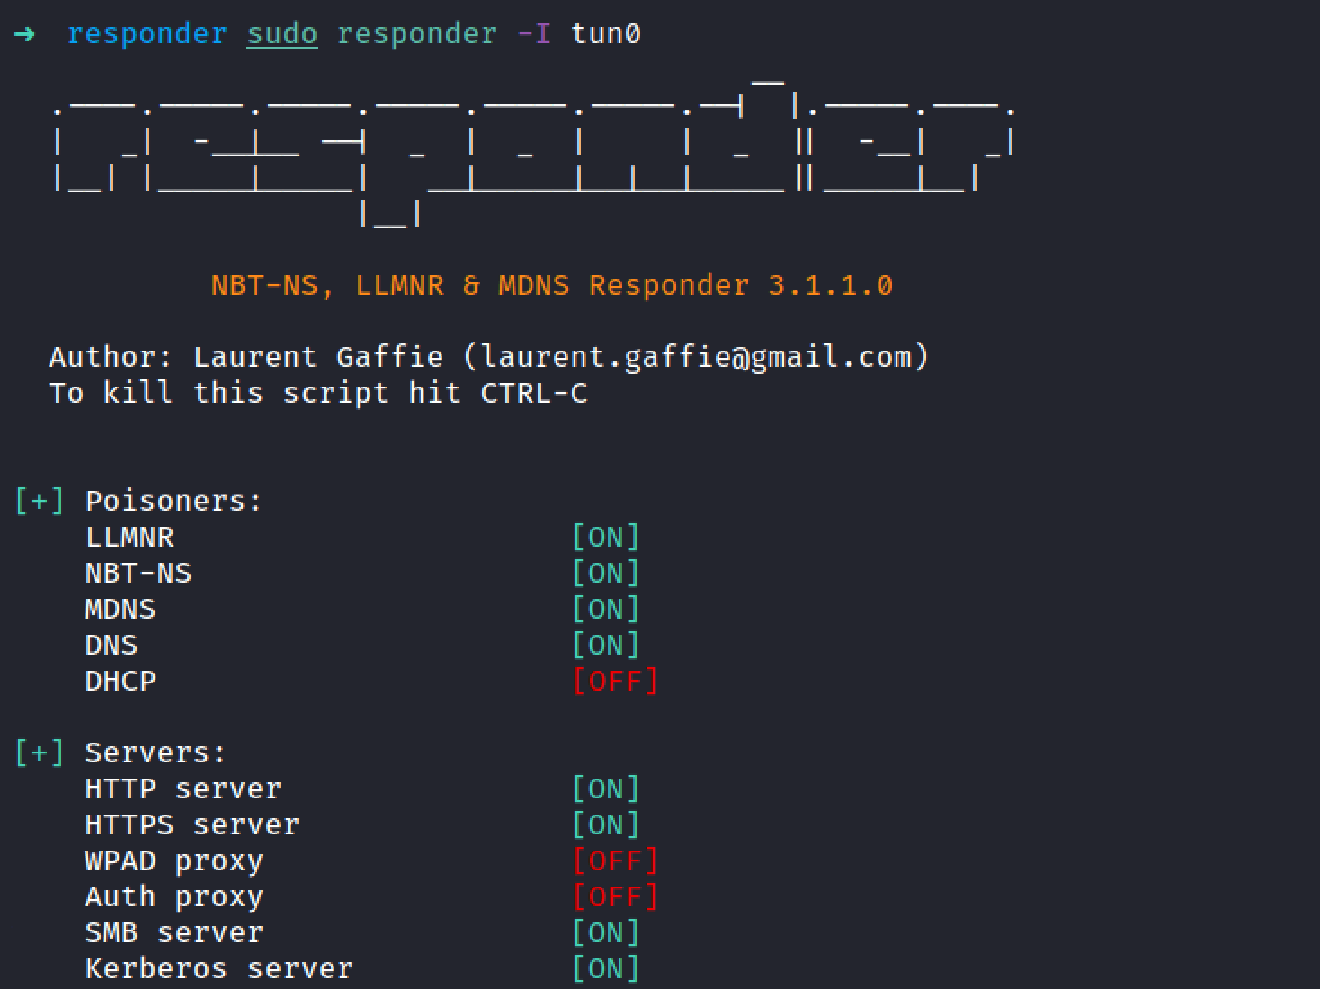 → responder sudo responder -I tun0
responder
NBT-NS, LLMNR & MDNS Responder 3.1.1.0
Author: Laurent Gaffie (laurent.gaffie@gmail.com)
To kill this script hit CTRL-C
[+] Poisoners:
LLMNR [ON]
NBT-NS [ON]
MDNS [ON]
DNS [ON]
DHCP [OFF]
[+] Servers:
HTTP server [ON]
HTTPS server [ON]
WPAD proxy [OFF]
Auth proxy [OFF]
SMB server [ON]
Kerberos server [ON]